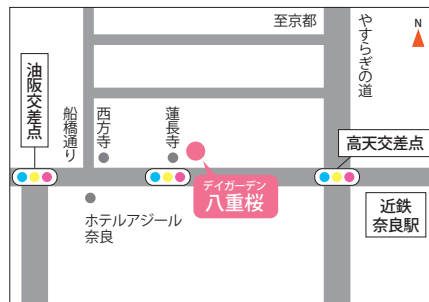 至京都
やすらぎの道
N
油阪交差点
船橋通り
西方寺
蓮長寺
高天交差点
デイガーデン
八重桜
近鉄
奈良駅
ホテルアジール
奈良